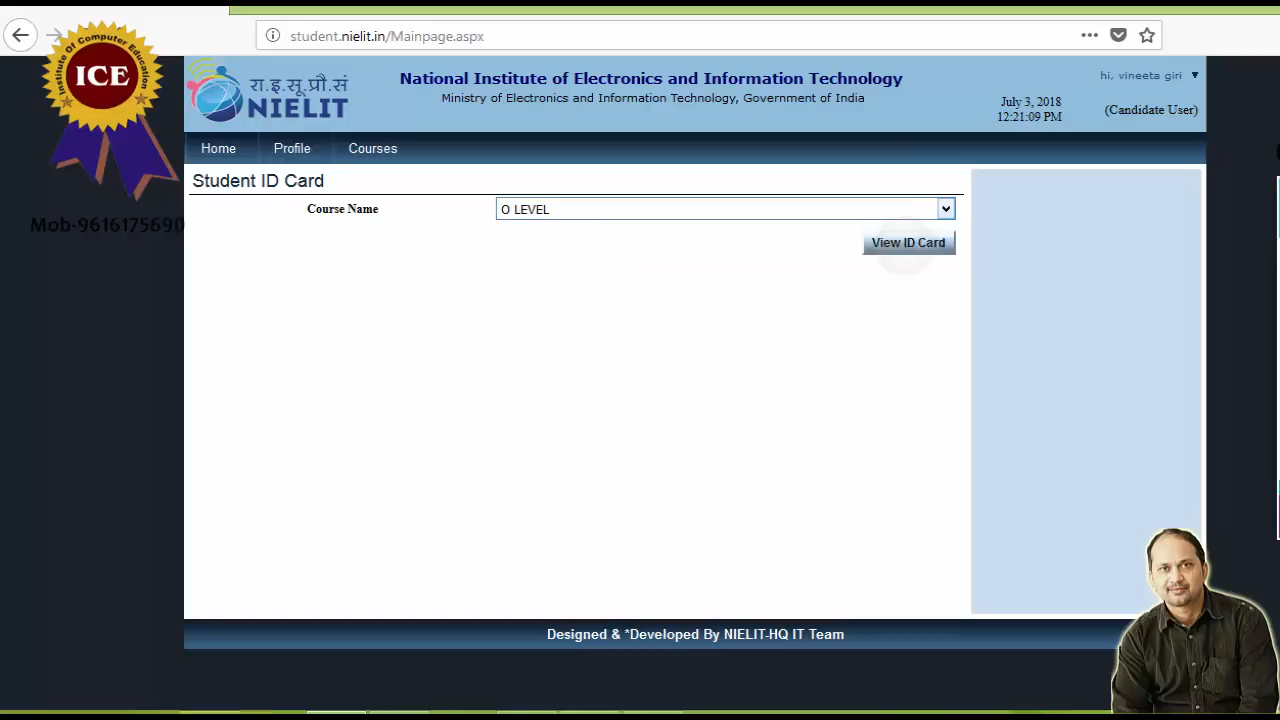 student.nielit.in/Mainpage.aspx
Institute Of Computer Education
ICE
Mob-9616175690
रा.इ.सू.प्रौ.सं
NIELIT
National Institute of Electronics and Information Technology
Ministry of Electronics and Information Technology, Government of India
hi, vineeta giri
July 3, 2018
12:21:09 PM
(Candidate User)
Home Profile Courses
Student ID Card
Course Name O LEVEL
View ID Card
Designed & *Developed By NIELIT-HQ IT Team